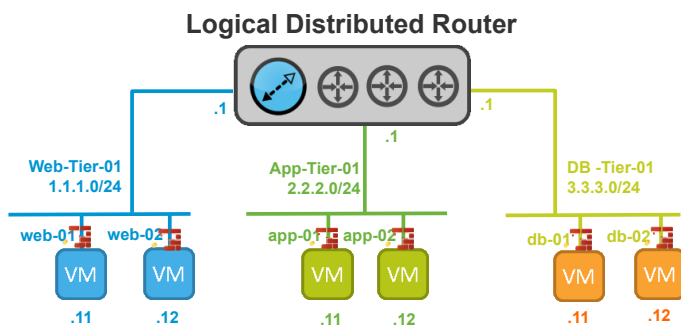 Logical Distributed Router
.1
.1
.1
Web-Tier-01
1.1.1.0/24
App-Tier-01
2.2.2.0/24
DB -Tier-01
3.3.3.0/24
web-01
web-02
app-01
app-02
db-01
db-02
VM
VM
VM
VM
VM
VM
.11
.12
.11
.12
.11
.12